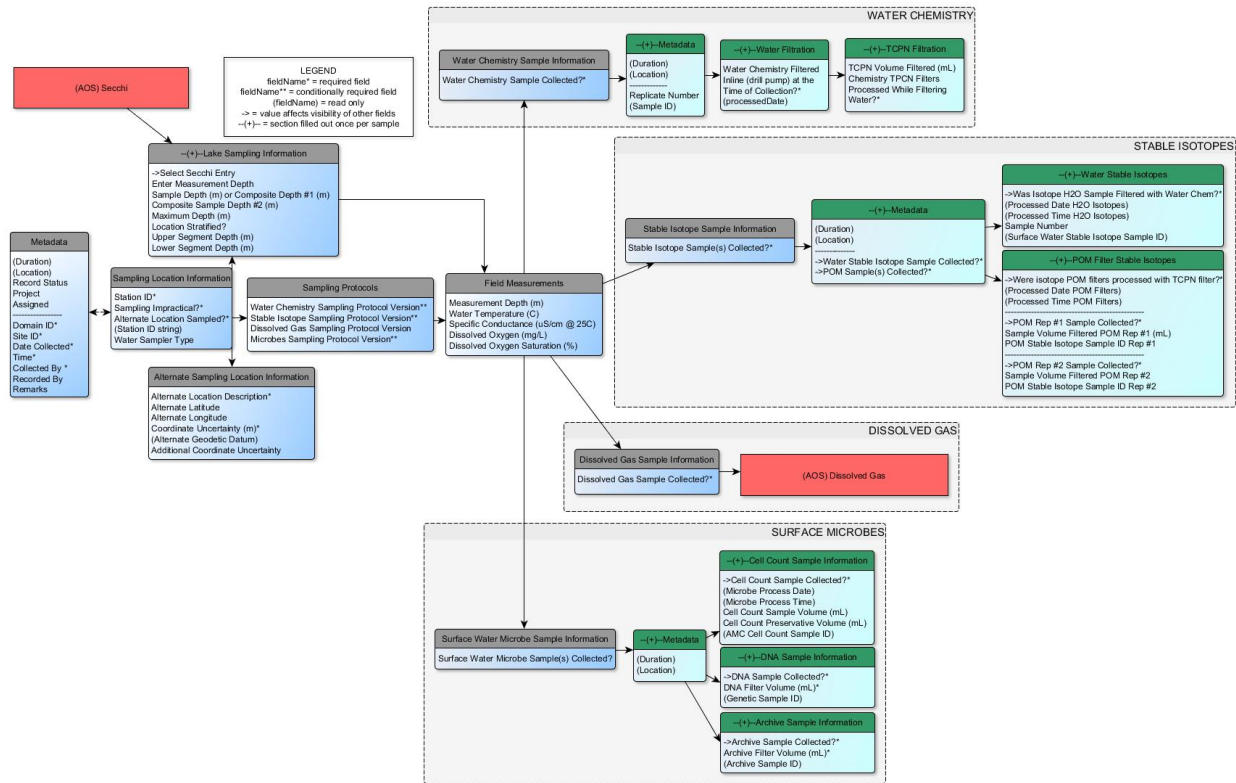 WATER CHEMISTRY
Water Chemistry Sample Information
Water Chemistry Sample Collected?*
--(+)--Metadata
(Duration)
(Location)
--------------
Replicate Number
(Sample ID)
--(+)--Water Filtration
Water Chemistry Filtered
Inline (drill pump) at the
Time of Collection?*
(processedDate)
--(+)--TCPN Filtration
TCPN Volume Filtered (mL)
Chemistry TPCN Filters
Processed While Filtering
Water?*
(AOS) Secchi
LEGEND
fieldName* = required field
fieldName** = conditionally required field
(fieldName) = read only
-> = value affects visibility of other fields
--(+)-- = section filled out once per sample
--(+)--Lake Sampling Information
->Select Secchi Entry
Enter Measurement Depth
Sample Depth (m) or Composite Depth #1 (m)
Composite Sample Depth #2 (m)
Maximum Depth (m)
Location Stratified?
Upper Segment Depth (m)
Lower Segment Depth (m)
Metadata
(Duration)
(Location)
Record Status
Project
Assigned
-----------------
Domain ID*
Site ID*
Date Collected*
Time*
Collected By *
Recorded By
Remarks
Sampling Location Information
Station ID*
Sampling Impractical?*
Alternate Location Sampled?*
(Station ID string)
Water Sampler Type
Sampling Protocols
Water Chemistry Sampling Protocol Version**
Stable Isotope Sampling Protocol Version**
Dissolved Gas Sampling Protocol Version
Microbes Sampling Protocol Version**
Alternate Sampling Location Information
Alternate Location Description*
Alternate Latitude
Alternate Longitude
Coordinate Uncertainty (m)*
(Alternate Geodetic Datum)
Additional Coordinate Uncertainty
Field Measurements
Measurement Depth (m)
Water Temperature (C)
Specific Conductance (uS/cm @ 25C)
Dissolved Oxygen (mg/L)
Dissolved Oxygen Saturation (%)
STABLE ISOTOPES
Stable Isotope Sample Information
Stable Isotope Sample(s) Collected?*
--(+)--Metadata
(Duration)
(Location)
--------------
->Water Stable Isotope Sample Collected?*
->POM Sample(s) Collected?*
--(+)--Water Stable Isotopes
->Was Isotope H2O Sample Filtered with Water Chem?*
(Processed Date H2O Isotopes)
(Processed Time H2O Isotopes)
Sample Number
(Surface Water Stable Isotope Sample ID)
--(+)--POM Filter Stable Isotopes
->Were isotope POM filters processed with TCPN filter?*
(Processed Date POM Filters)
(Processed Time POM Filters)
--------------------------------------------
->POM Rep #1 Sample Collected?*
Sample Volume Filtered POM Rep #1 (mL)
POM Stable Isotope Sample ID Rep #1
--------------------------------------------
->POM Rep #2 Sample Collected?*
Sample Volume Filtered POM Rep #2
POM Stable Isotope Sample ID Rep #2
DISSOLVED GAS
Dissolved Gas Sample Information
Dissolved Gas Sample Collected?*
(AOS) Dissolved Gas
SURFACE MICROBES
Surface Water Microbe Sample Information
Surface Water Microbe Sample(s) Collected?
--(+)--Metadata
(Duration)
(Location)
--(+)--Cell Count Sample Information
->Cell Count Sample Collected?*
(Microbe Process Date)
(Microbe Process Time)
Cell Count Sample Volume (mL)
Cell Count Preservative Volume (mL)
(AMC Cell Count Sample ID)
--(+)--DNA Sample Information
->DNA Sample Collected?*
DNA Filter Volume (mL)*
(Genetic Sample ID)
--(+)--Archive Sample Information
->Archive Sample Collected?*
Archive Filter Volume (mL)*
(Archive Sample ID)